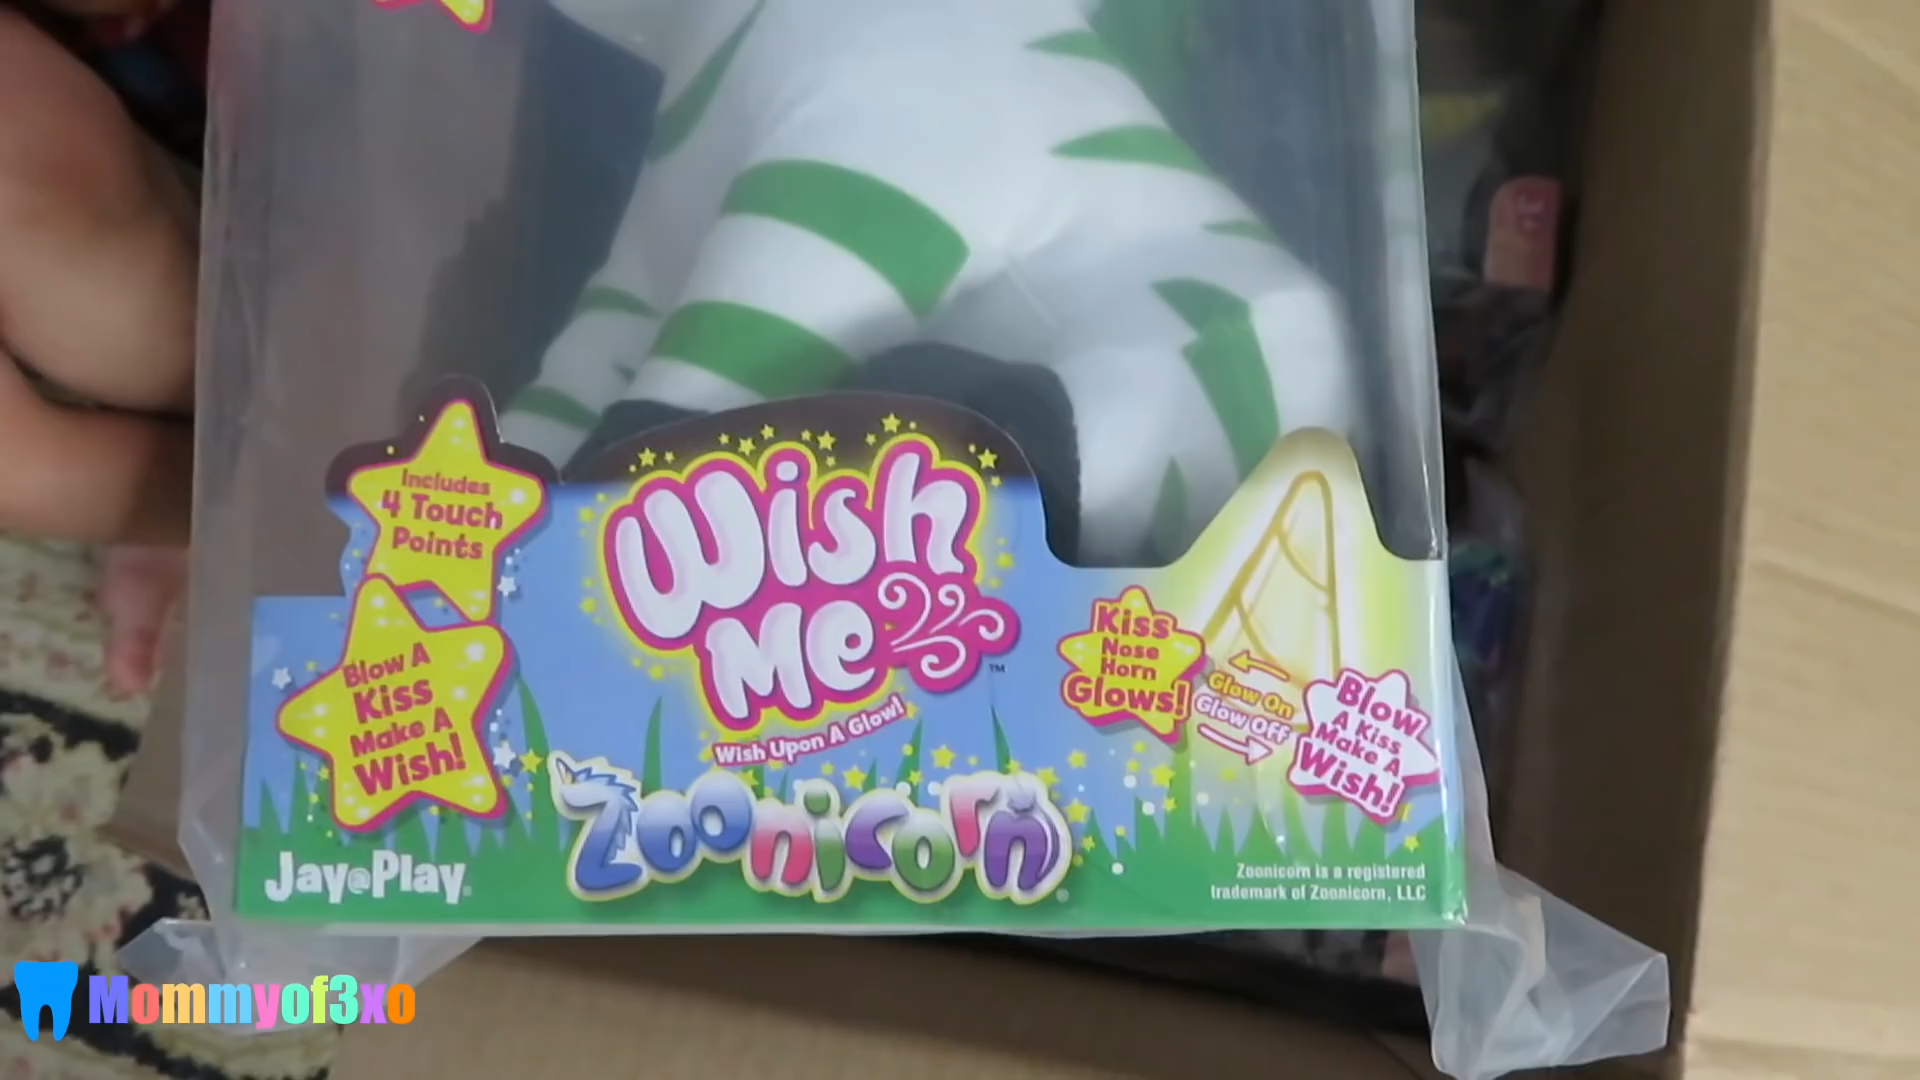 Includes
4 Touch
Points
Blow A
Kiss
Make A
Wish!
Wish
Me
TM
Wish Upon A Glow!
Zoonicorn
Jay@Play
Kiss
Nose
Horn
Glows!
Glow On
Glow Off
Blow
A Kiss
Make A
Wish!
Zoonicorn is a registered
trademark of Zoonicorn, LLC
Mommyof3xo